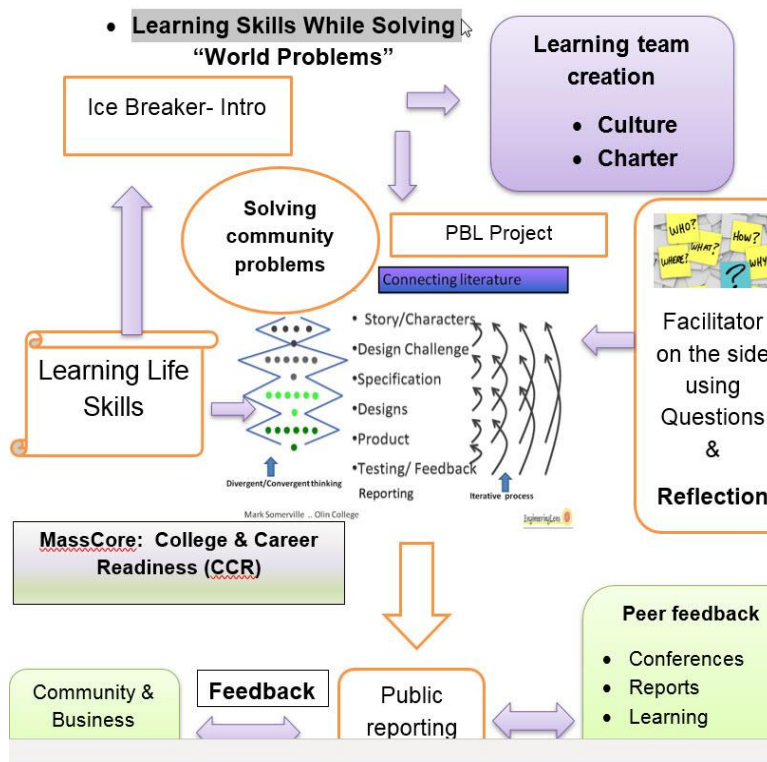 Learning Skills While Solving
“World Problems”
Ice Breaker- Intro
Learning team
creation
• Culture
• Charter
Solving
community
problems
PBL Project
Connecting literature
WHO?
WHAT?
HOW?
WHERE?
?
WHY
Facilitator
on the side
using
Questions
&
Reflection
Learning Life
Skills
• Story/Characters
•Design Challenge
•Specification
•Designs
•Product
•Testing/ Feedback
Reporting
Divergent/Convergent thinking
Iterative process
Mark Somerville .. Olin College
EngineeringLens
MassCore: College & Career
Readiness (CCR)
Peer feedback
• Conferences
• Reports
• Learning
Community &
Business
Feedback
Public
reporting